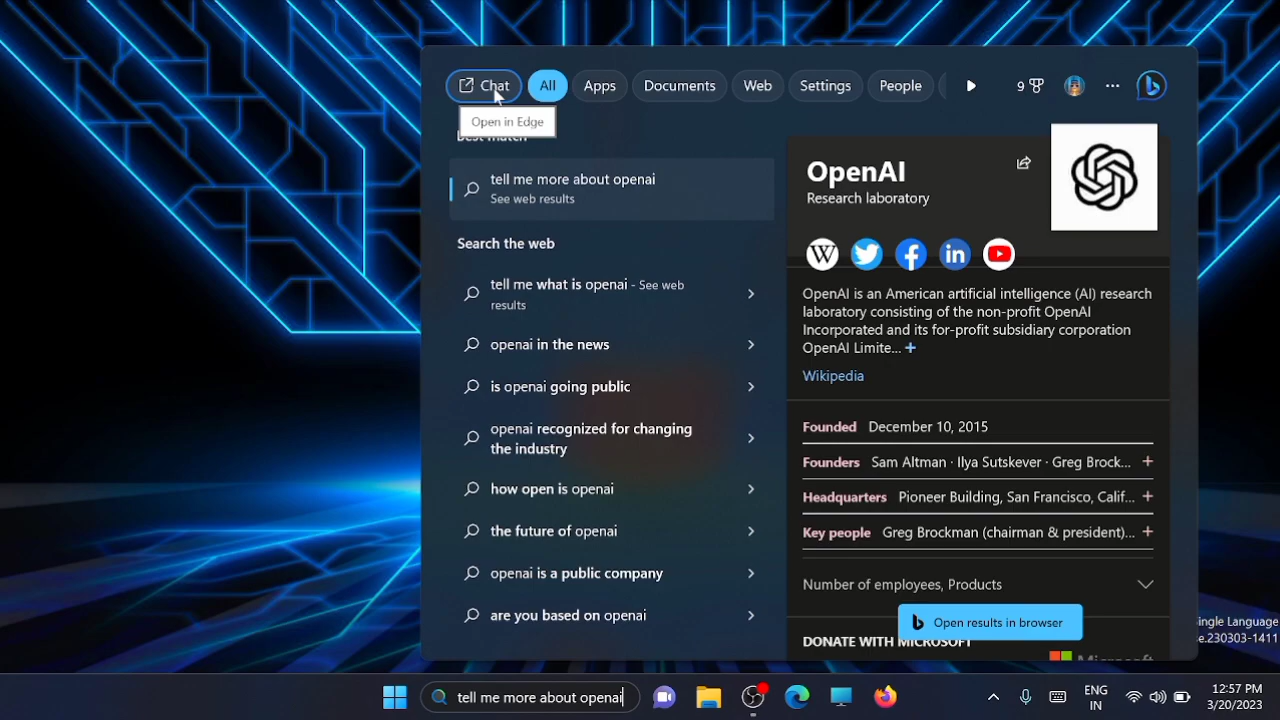 Chat
All
Apps
Documents
Web
Settings
People
9
Open in Edge
Best match
tell me more about openai
See web results
Search the web
tell me what is openai - See web
results
openai in the news
is openai going public
openai recognized for changing
the industry
how open is openai
the future of openai
openai is a public company
are you based on openai
OpenAI
Research laboratory
W
f
in
OpenAI is an American artificial intelligence (AI) research
laboratory consisting of the non-profit OpenAI
Incorporated and its for-profit subsidiary corporation
OpenAI Limite... +
Wikipedia
Founded December 10, 2015
Founders Sam Altman · Ilya Sutskever · Greg Brock... +
Headquarters Pioneer Building, San Francisco, Calif... +
Key people Greg Brockman (chairman & president)... +
Number of employees, Products
Open results in browser
DONATE WITH MICROSOFT
Microsoft
ingle Language
e.230303-1411
tell me more about openai
ENG
IN
12:57 PM
3/20/2023